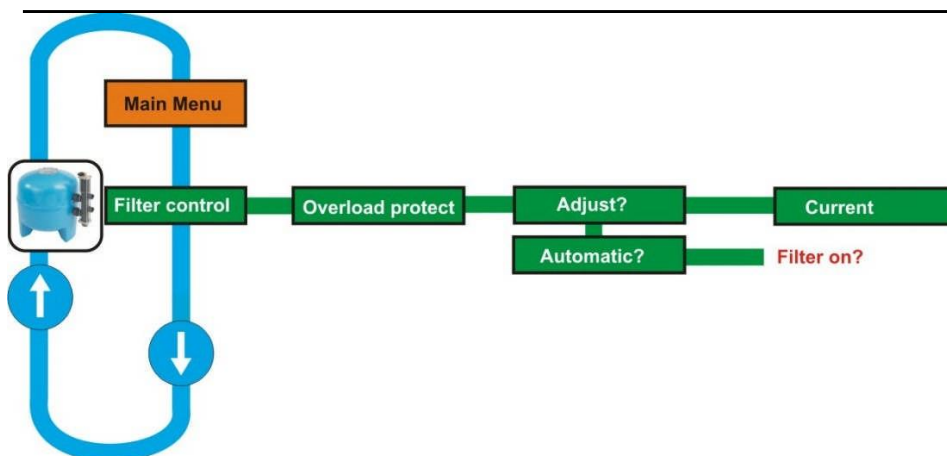 Main Menu
Filter control
Overload protect
Adjust?
Current
Automatic?
Filter on?